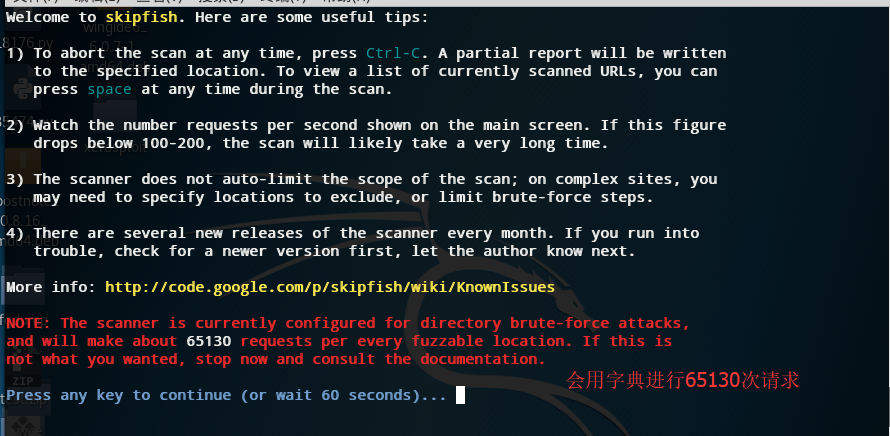 Welcome to skipfish. Here are some useful tips:
1) To abort the scan at any time, press Ctrl-C. A partial report will be written
to the specified location. To view a list of currently scanned URLs, you can
press space at any time during the scan.
2) Watch the number requests per second shown on the main screen. If this figure
drops below 100-200, the scan will likely take a very long time.
3) The scanner does not auto-limit the scope of the scan; on complex sites, you
may need to specify locations to exclude, or limit brute-force steps.
4) There are several new releases of the scanner every month. If you run into
trouble, check for a newer version first, let the author know next.
More info: http://code.google.com/p/skipfish/wiki/KnownIssues
NOTE: The scanner is currently configured for directory brute-force attacks,
and will make about 65130 requests per every fuzzable location. If this is
not what you wanted, stop now and consult the documentation.
会用字典进行65130次请求
Press any key to continue (or wait 60 seconds)...